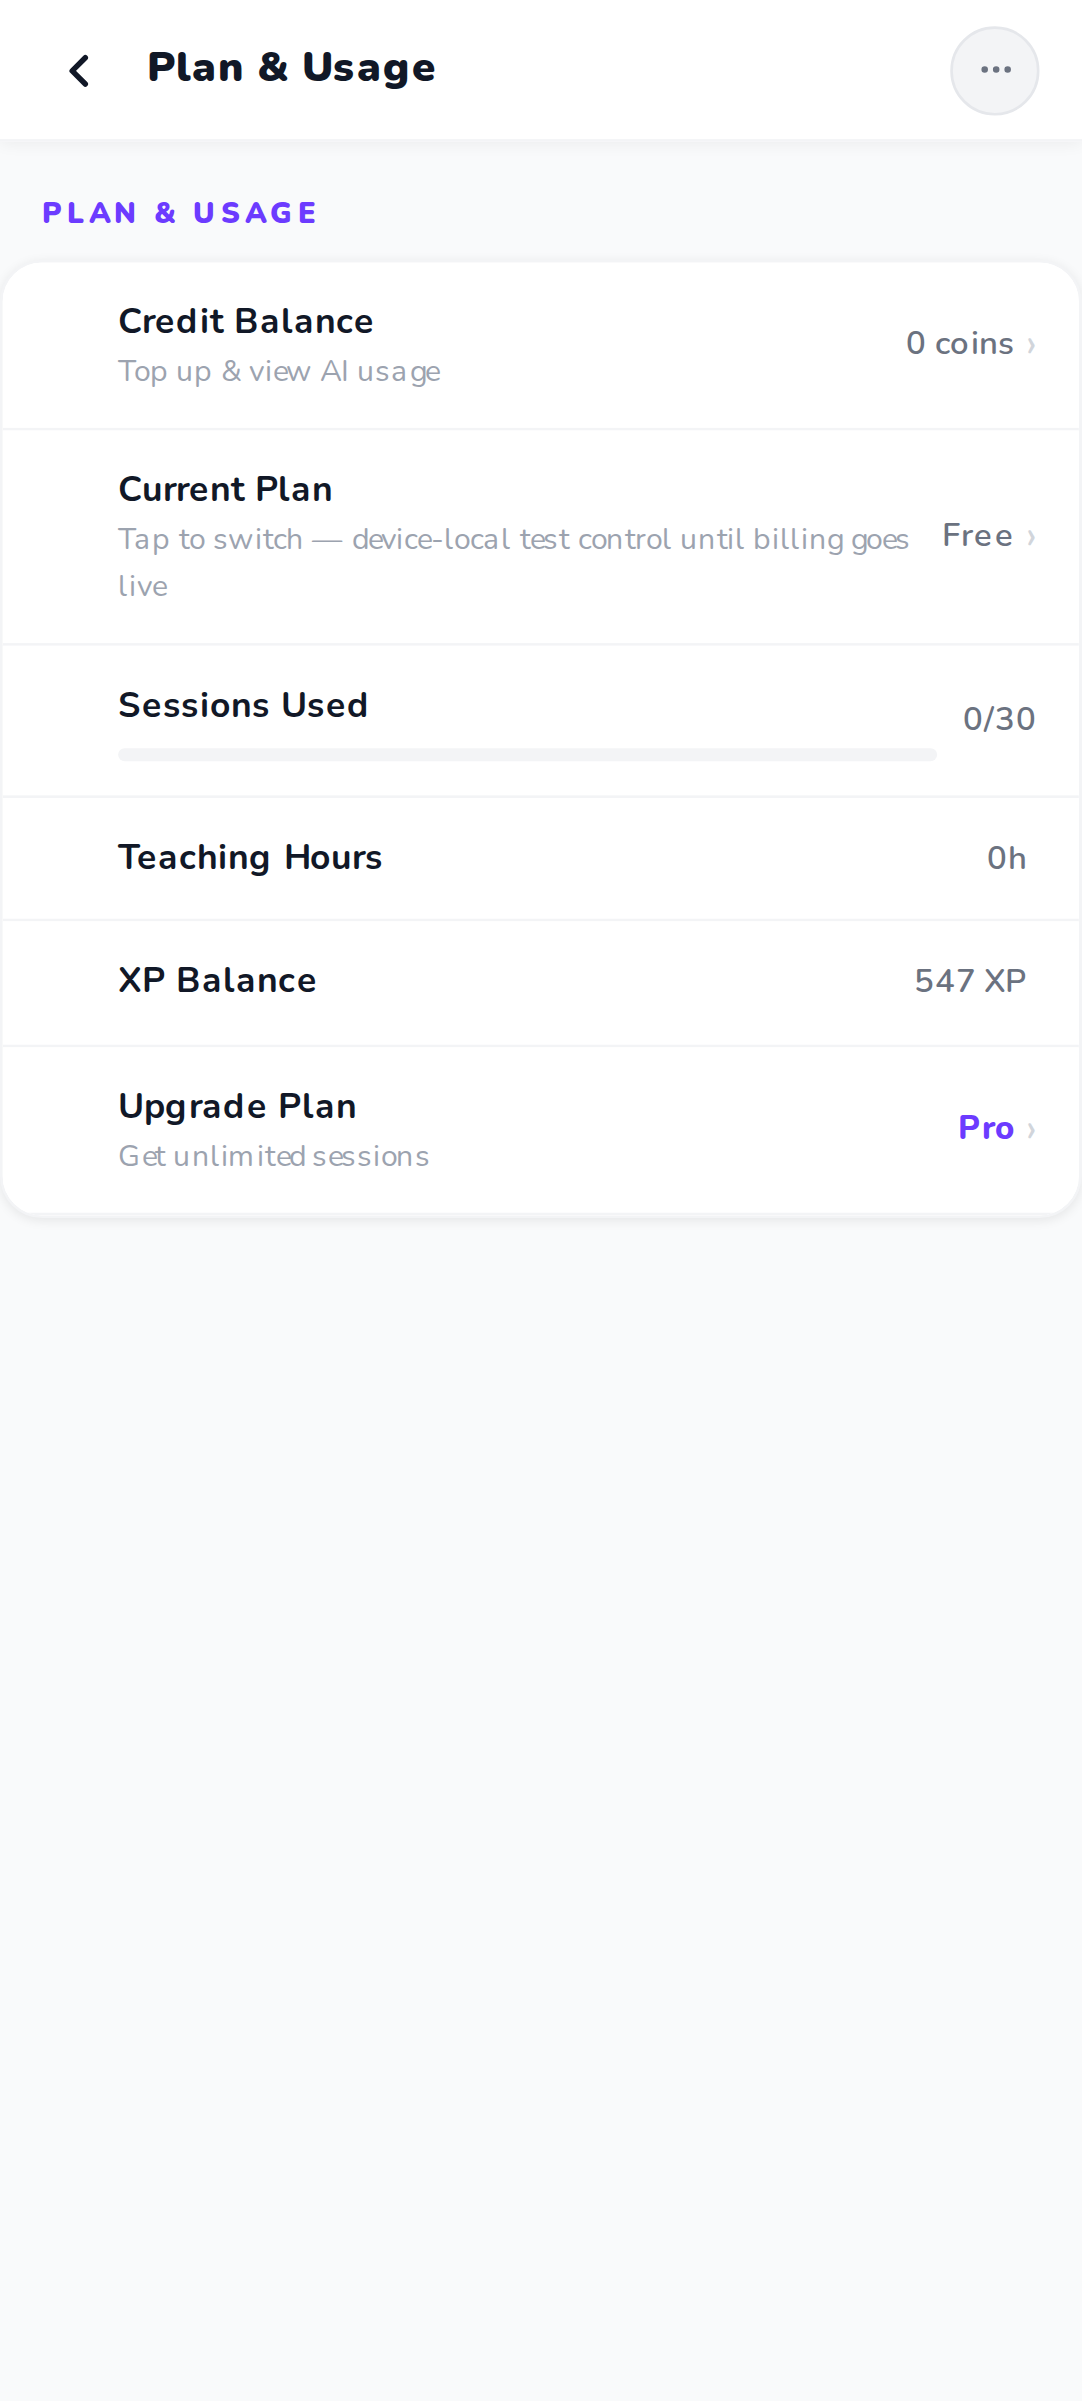 Plan & Usage
PLAN & USAGE
Credit Balance
Top up & view AI usage
0 coins ›
Current Plan
Tap to switch — device-local test control until billing goes
live
Free ›
Sessions Used
0/30
Teaching Hours
0h
XP Balance
547 XP
Upgrade Plan
Get unlimited sessions
Pro ›